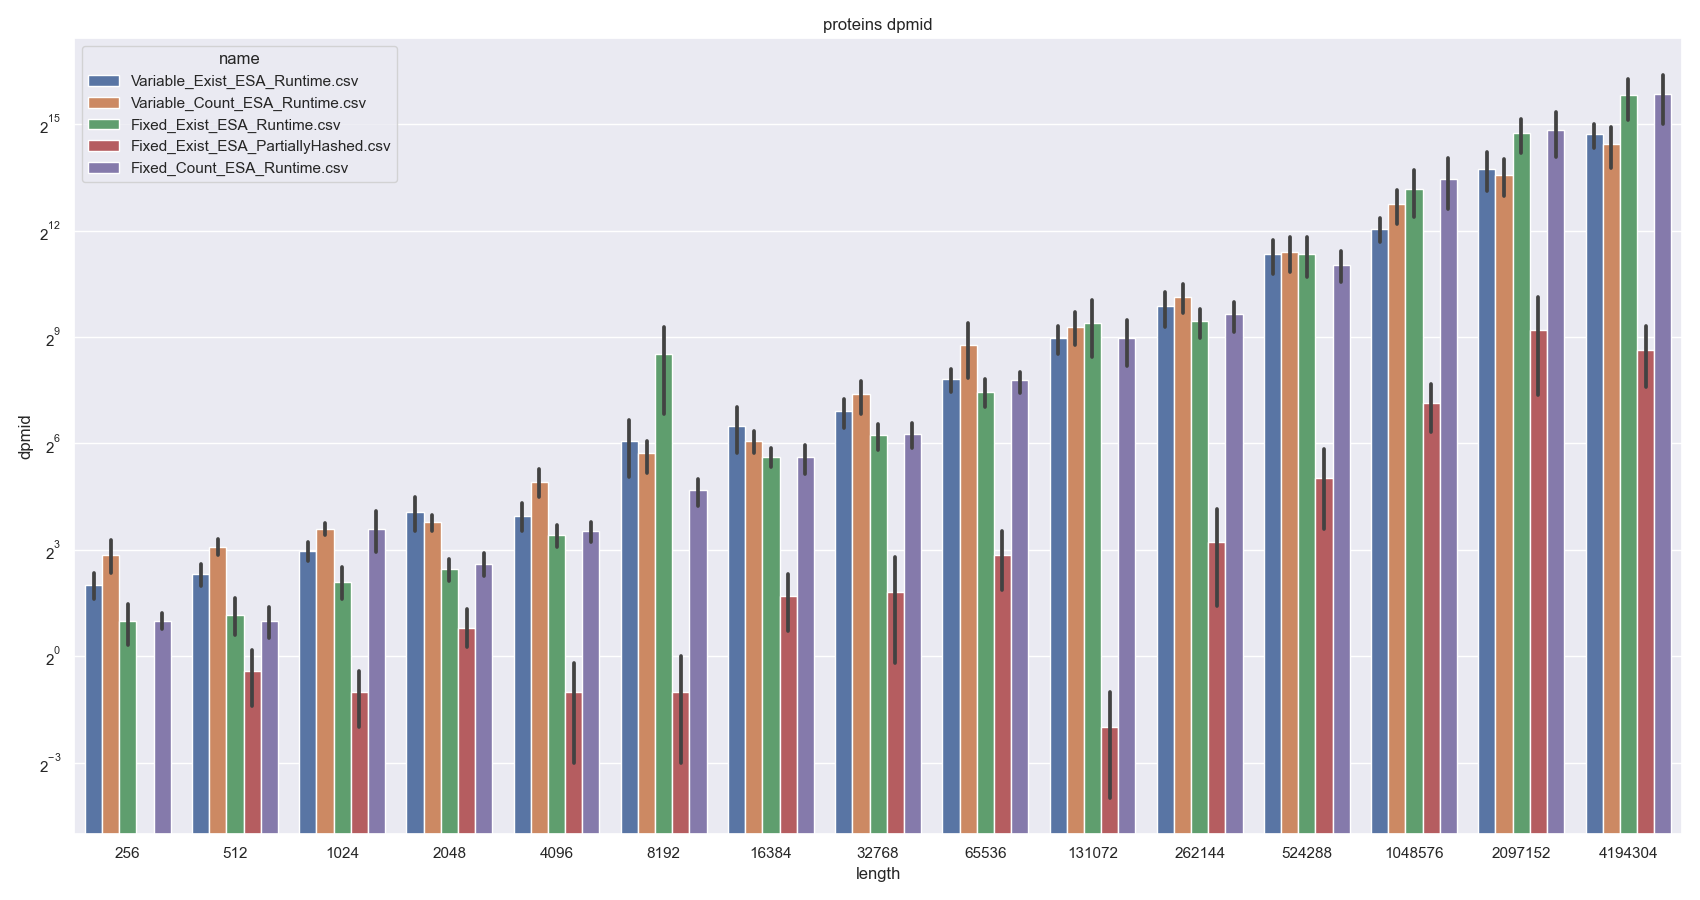 proteins dpmid
name
Variable_Exist_ESA_Runtime.csv
Variable_Count_ESA_Runtime.csv
Fixed_Exist_ESA_Runtime.csv
Fixed_Exist_ESA_PartiallyHashed.csv
Fixed_Count_ESA_Runtime.csv
dpmid
2^15
2^12
2^9
2^6
2^3
2^0
2^−3
256 512 1024 2048 4096 8192 16384 32768 65536 131072 262144 524288 1048576 2097152 4194304
length